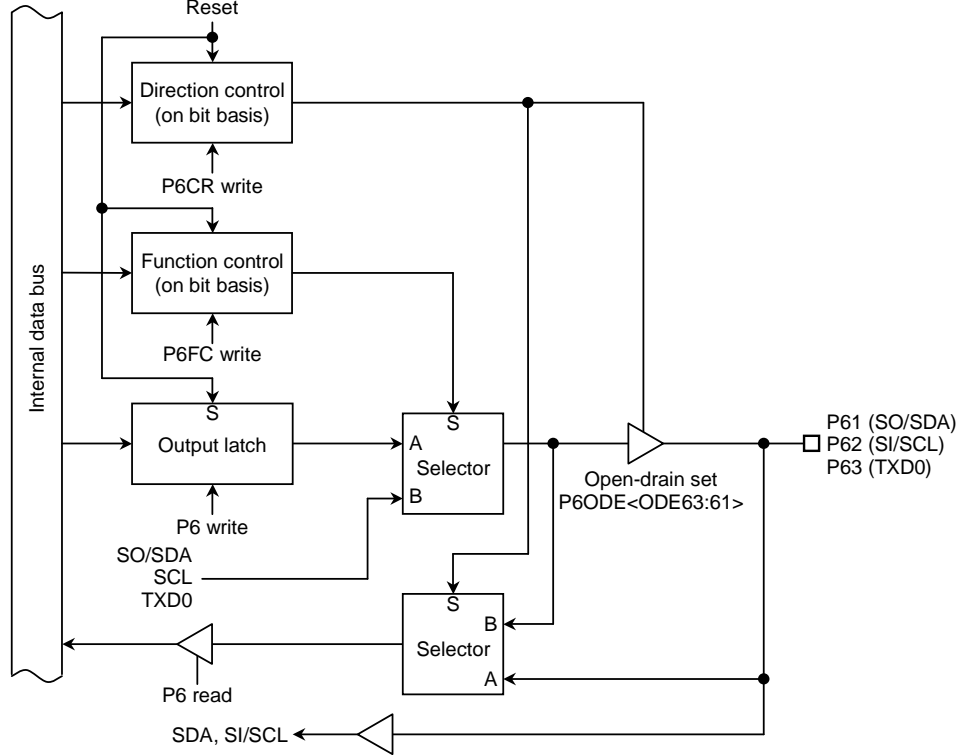 Reset
Direction control
(on bit basis)
P6CR write
Function control
(on bit basis)
P6FC write
Internal data bus
S
Output latch
P6 write
S
A
Selector
B
SO/SDA
SCL
TXD0
Open-drain set
P6ODE<ODE63:61>
P61 (SO/SDA)
P62 (SI/SCL)
P63 (TXD0)
S
B
Selector
A
P6 read
SDA, SI/SCL